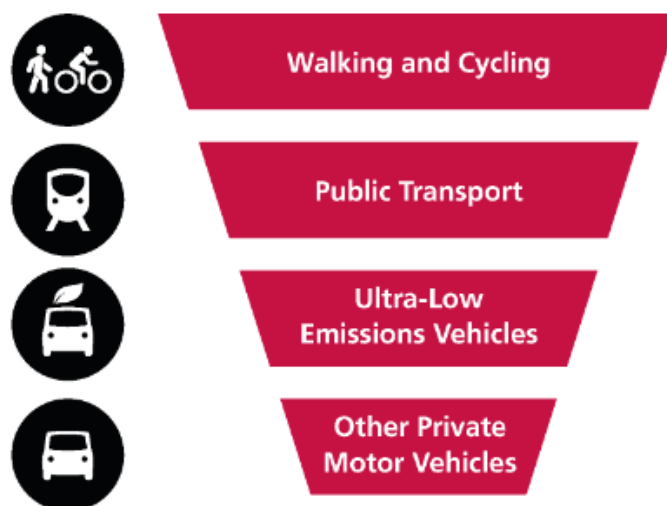 Walking and Cycling
Public Transport
Ultra-Low
Emissions Vehicles
Other Private
Motor Vehicles